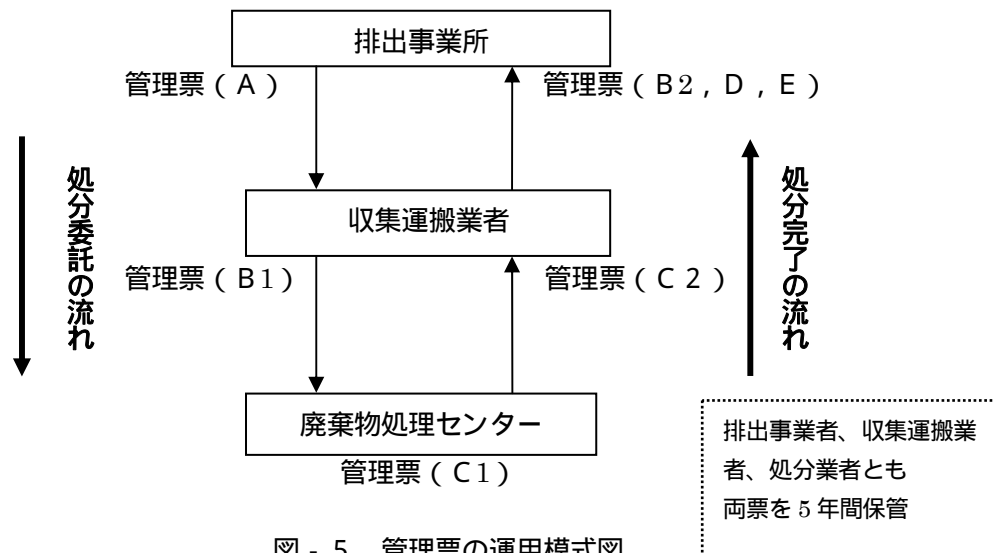 排出事業所
管理票(A)
管理票(B2,D,E)
処分委託の流れ
処分完了の流れ
収集運搬業者
管理票(B1)
管理票(C2)
廃棄物処理センター
管理票(C1)
排出事業者、収集運搬業
者、処分業者とも
両票を5年間保管
図-5 管理票の運用模式図